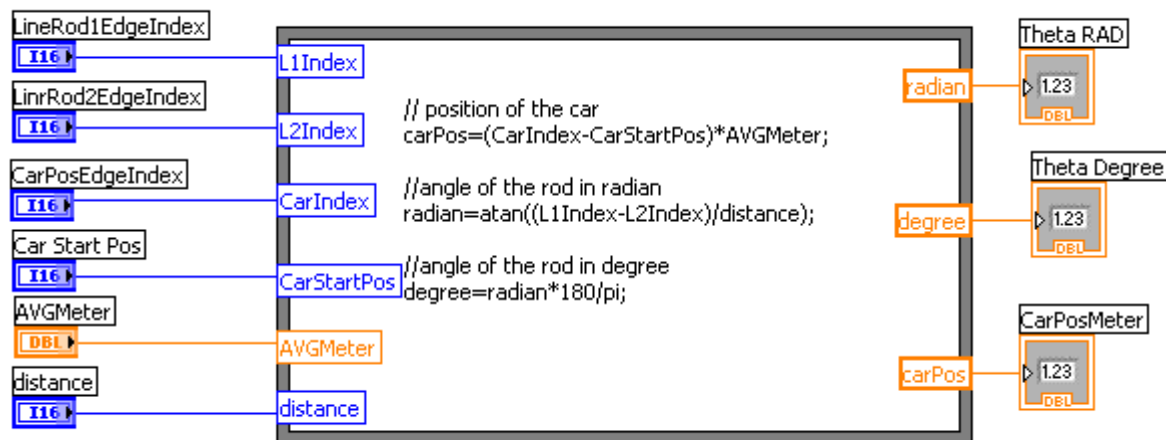 LineRod1EdgeIndex
I16
L1Index
LinrRod2EdgeIndex
I16
L2Index
CarPosEdgeIndex
I16
CarIndex
Car Start Pos
I16
CarStartPos
AVGMeter
DBL
AVGMeter
distance
I16
distance
// position of the car
carPos=(CarIndex-CarStartPos)*AVGMeter;
//angle of the rod in radian
radian=atan((L1Index-L2Index)/distance);
//angle of the rod in degree
degree=radian*180/pi;
radian
Theta RAD
1.23
DBL
degree
Theta Degree
1.23
DBL
carPos
CarPosMeter
1.23
DBL